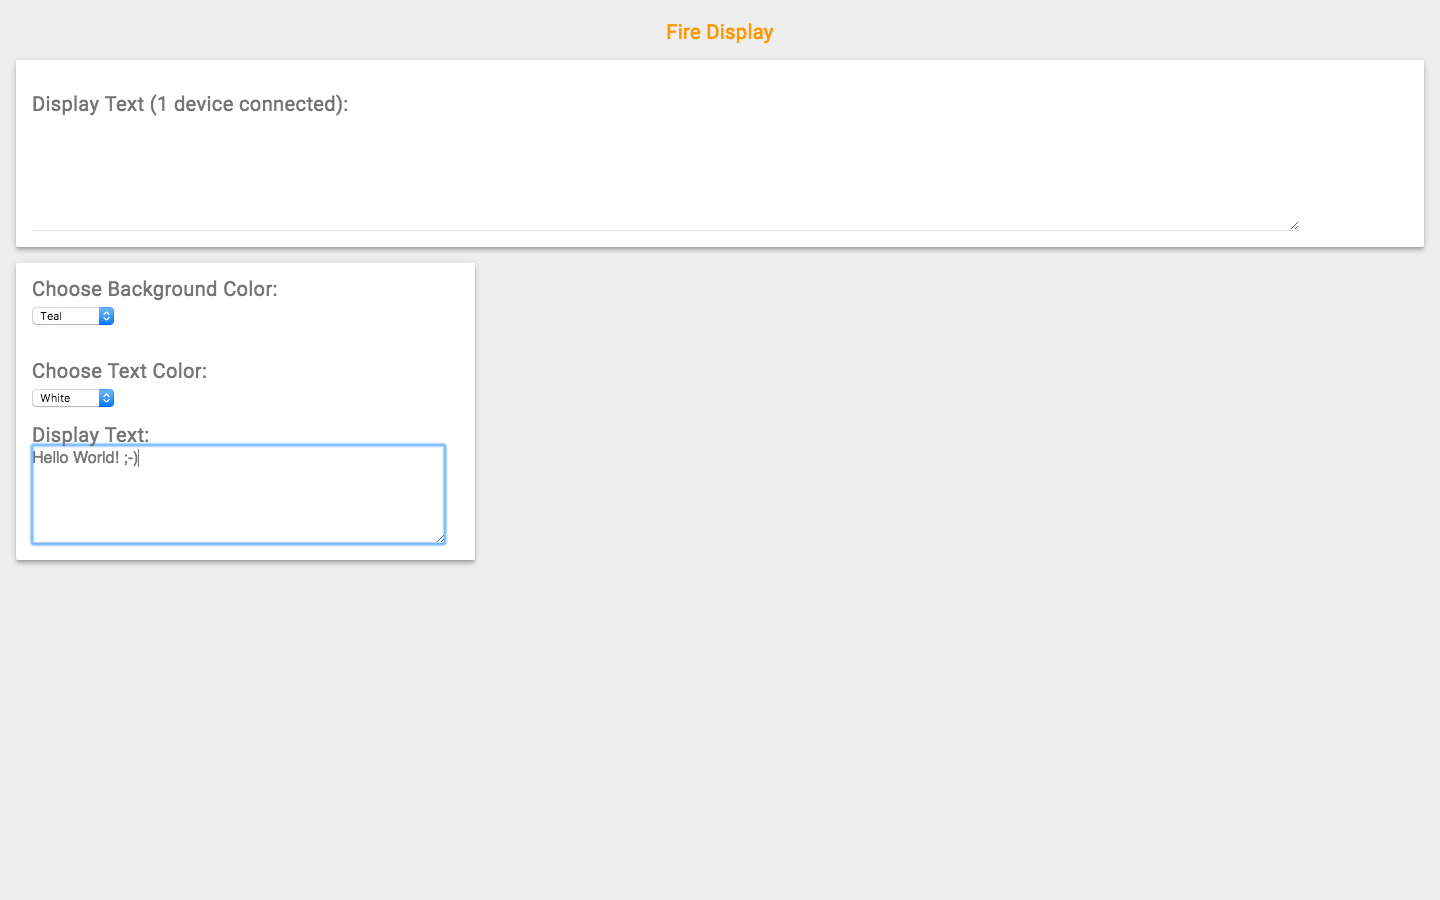 Fire Display
Display Text (1 device connected):
Choose Background Color:
Teal
Choose Text Color:
White
Display Text:
Hello World! ;-)